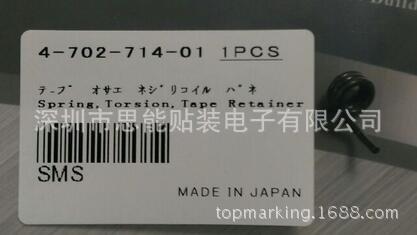 4-702-714-01 1PCS
ﾃｰﾌﾟ ｵｻｴ ﾈｼﾞﾘｺｲﾙ ﾊﾞﾈ
Spring,Torsion,Tape Retainer
深圳市思能贴装电子有限公司
SMS
MADE IN JAPAN
topmarking.1688.com